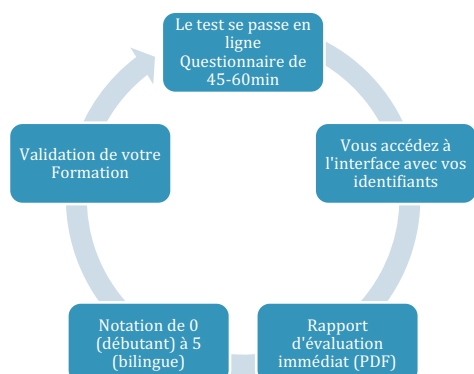 Le test se passe en
ligne
Questionnaire de
45-60min
Vous accédez à
l'interface avec vos
identifiants
Rapport
d'évaluation
immédiat (PDF)
Notation de 0
(débutant) à 5
(bilingue)
Validation de votre
Formation